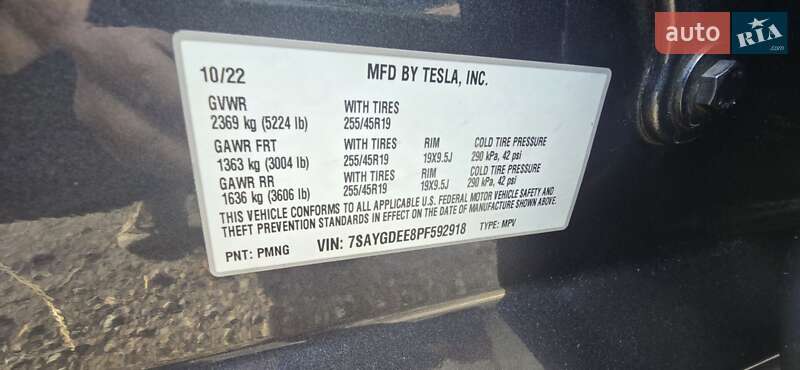 auto RIA
.com
10/22 MFD BY TESLA, INC.
GVWR WITH TIRES
2369 kg (5224 lb) 255/45R19
GAWR FRT WITH TIRES RIM COLD TIRE PRESSURE
1363 kg (3004 lb) 255/45R19 19X9.5J 290 kPa, 42 psi
GAWR RR WITH TIRES RIM COLD TIRE PRESSURE
1636 kg (3606 lb) 255/45R19 19X9.5J 290 kPa, 42 psi
THIS VEHICLE CONFORMS TO ALL APPLICABLE U.S. FEDERAL MOTOR VEHICLE SAFETY AND
THEFT PREVENTION STANDARDS IN EFFECT ON THE DATE OF MANUFACTURE SHOWN ABOVE.
PNT: PMNG VIN: 7SAYGDEE8PF592918 TYPE: MPV